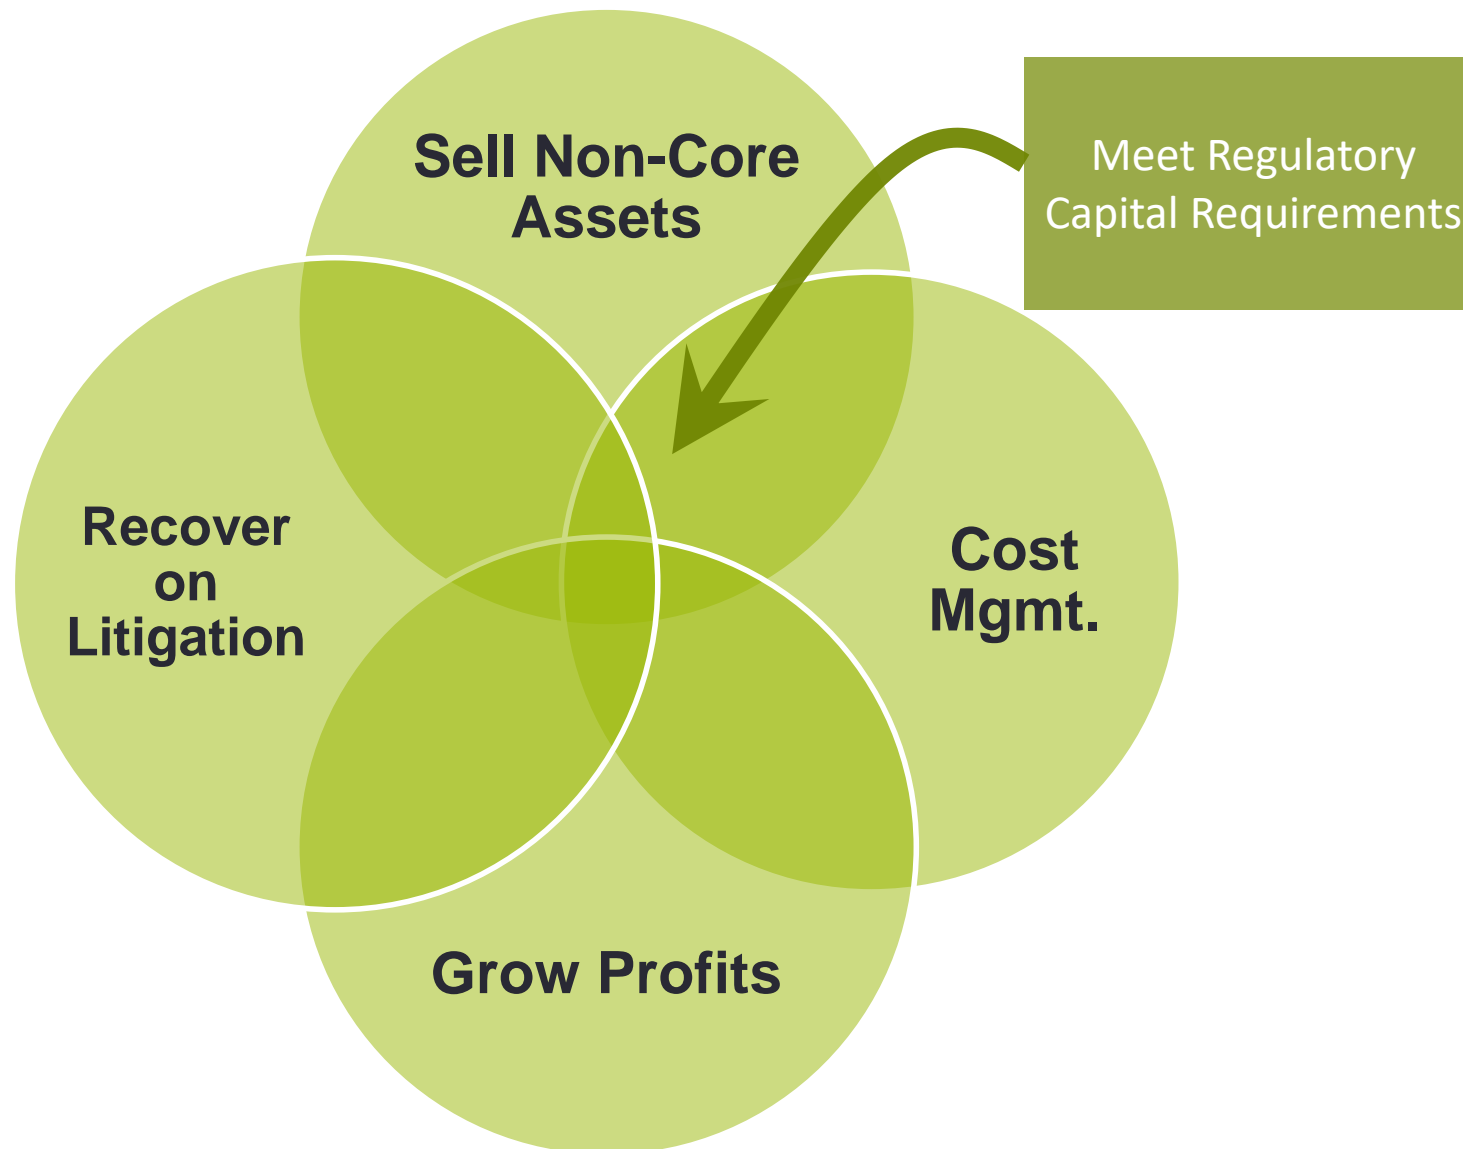 Sell Non-Core
Assets
Meet Regulatory
Capital Requirements
Recover
on
Litigation
Cost
Mgmt.
Grow Profits